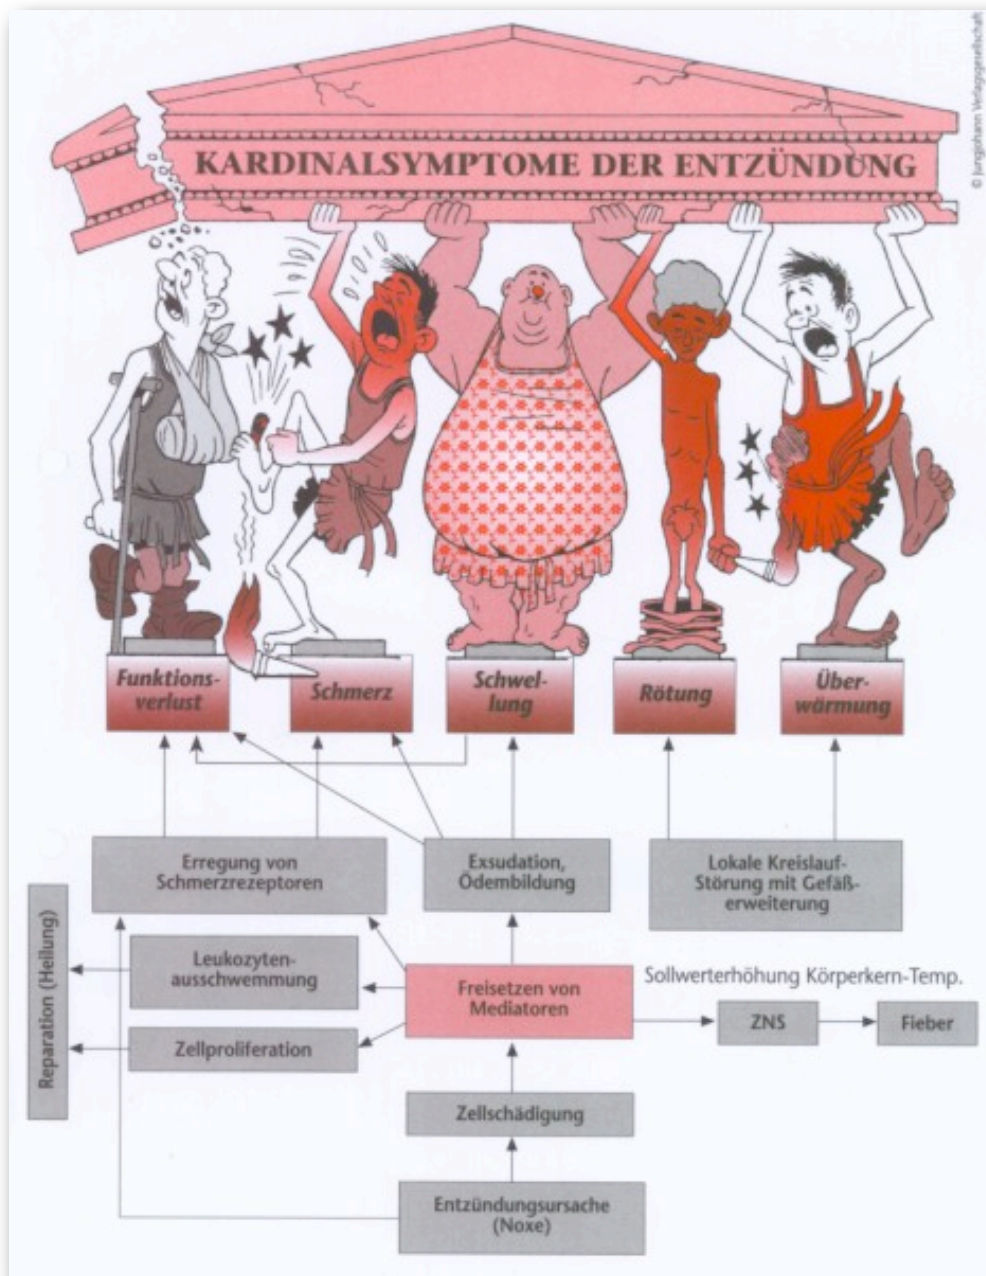 © Jungjohann Verlagsgesellschaft
KARDINALSYMPTOME DER ENTZÜNDUNG
Funktions-
verlust
Schmerz
Schwel-
lung
Rötung
Über-
wärmung
Erregung von
Schmerzrezeptoren
Exsudation,
Ödembildung
Lokale Kreislauf-
Störung mit Gefäß-
erweiterung
Reparation (Heilung)
Leukozyten-
ausschwemmung
Freisetzen von
Mediatoren
Sollwerterhöhung Körperkern-Temp.
ZNS
Fieber
Zellproliferation
Zellschädigung
Entzündungsursache
(Noxe)